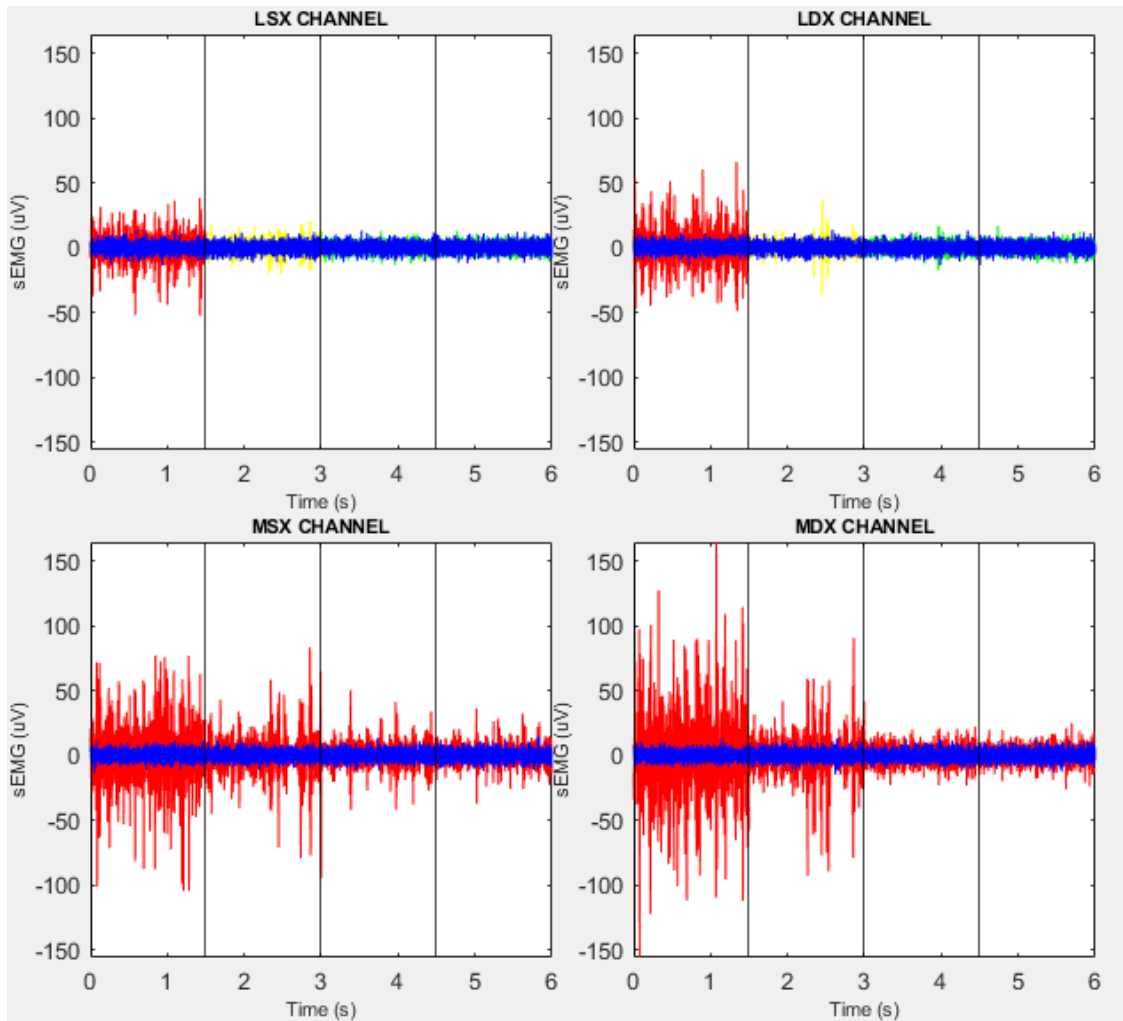 LSX CHANNEL
150
100
50
0
-50
-100
-150
sEMG (uV)
0 1 2 3 4 5 6
Time (s)
LDX CHANNEL
150
100
50
0
-50
-100
-150
sEMG (uV)
0 1 2 3 4 5 6
Time (s)
MSX CHANNEL
150
100
50
0
-50
-100
-150
sEMG (uV)
0 1 2 3 4 5 6
Time (s)
MDX CHANNEL
150
100
50
0
-50
-100
-150
sEMG (uV)
0 1 2 3 4 5 6
Time (s)